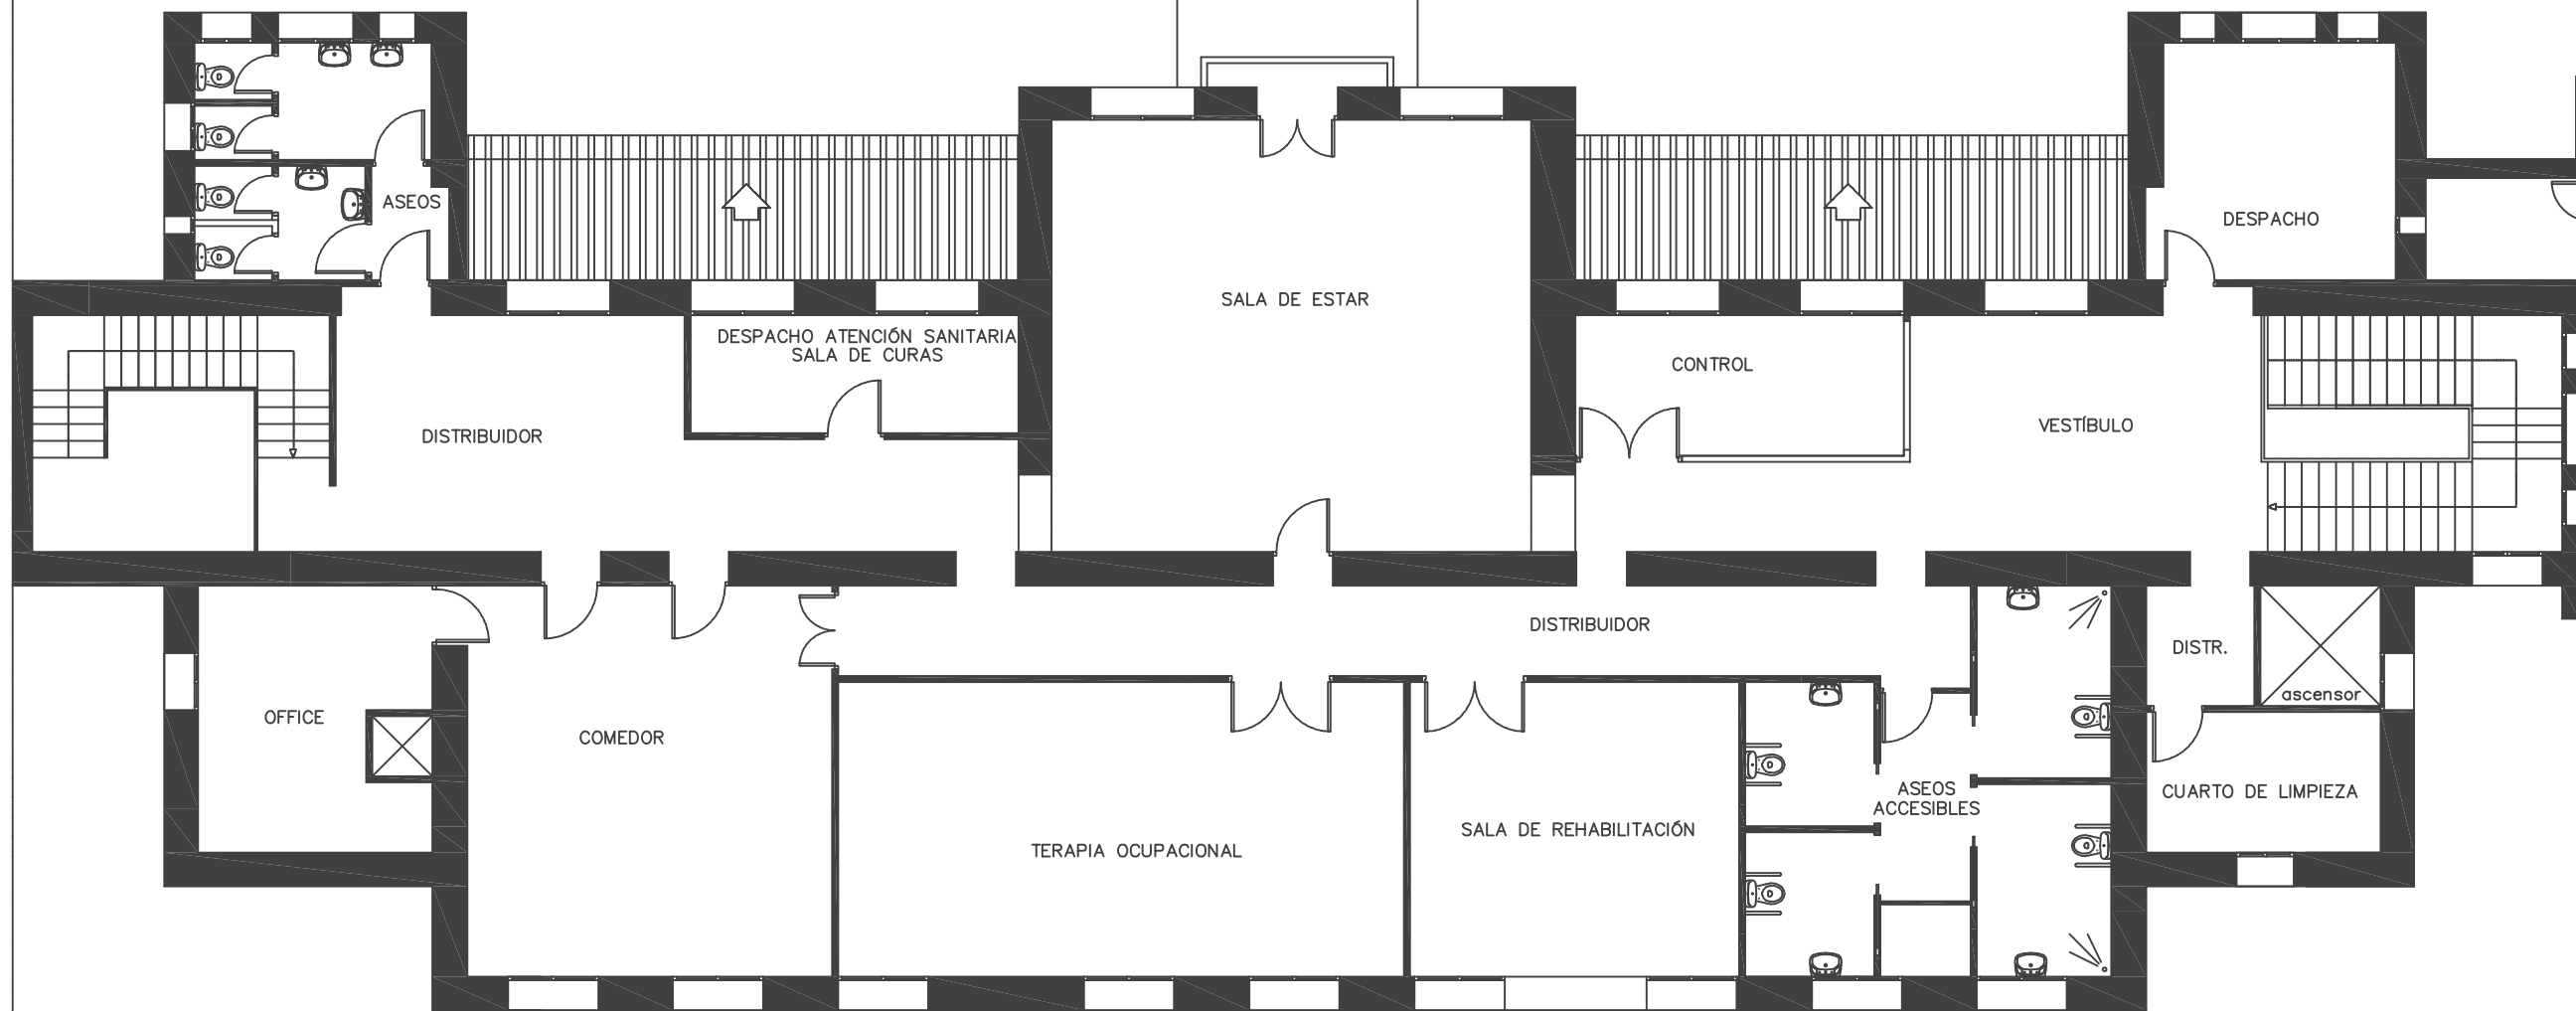 ASEOS
DESPACHO
SALA DE ESTAR
DESPACHO ATENCIÓN SANITARIA
SALA DE CURAS
CONTROL
DISTRIBUIDOR
VESTÍBULO
DISTRIBUIDOR
DISTR.
ascensor
OFFICE
COMEDOR
ASEOS
ACCESIBLES
CUARTO DE LIMPIEZA
SALA DE REHABILITACIÓN
TERAPIA OCUPACIONAL